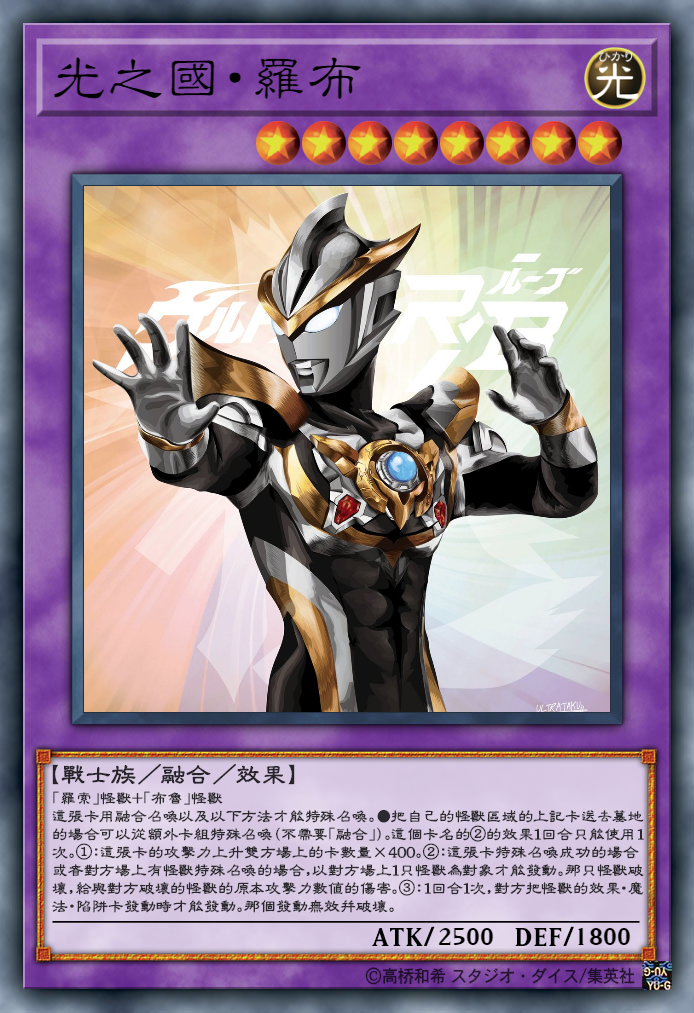 光之國・羅布
ひかり
光
ループ
ULTRATAKUU
【戰士族／融合／效果】
「羅索」怪獸+「布魯」怪獸
這張卡用融合召喚以及以下方法才能特殊召喚。●把自己的怪獸區域的上記卡送去墓地
的場合可以從額外卡組特殊召喚(不需要「融合」)。這個卡名的②的效果1回合只能使用1
次。①:這張卡的攻擊力上升雙方場上的卡數量×400。②:這張卡特殊召喚成功的場合
或者對方場上有怪獸特殊召喚的場合,以對方場上1只怪獸為對象才能發動。那只怪獸破
壞,給與對方破壞的怪獸的原本攻擊力數值的傷害。③:1回合1次,對方把怪獸的效果・魔
法・陷阱卡發動時才能發動。那個發動無效并破壞。
ATK/2500 DEF/1800
©高桥和希 スタジオ・ダイス/集英社
YU-G